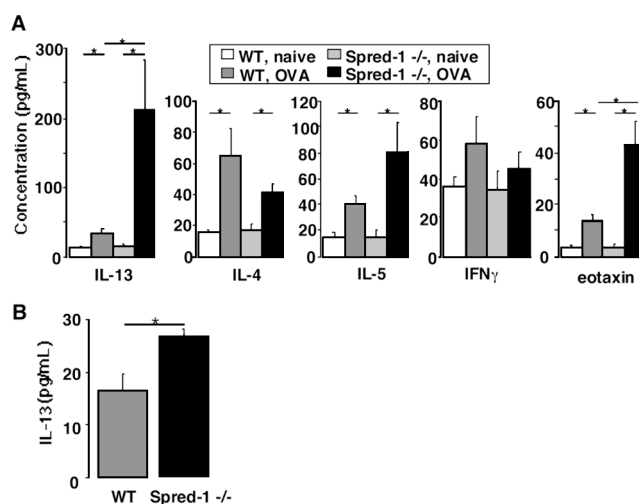 A
Concentration (pg/mL)
300
200
100
0
* * *
IL-13
WT, naive Spred-1 -/-, naive
WT, OVA Spred-1 -/-, OVA
100
80
60
40
20
0
* *
IL-4
120
100
80
60
40
20
0
* *
IL-5
80
60
40
20
0
IFNγ
60
40
20
0
* * *
eotaxin
B
IL-13 (pg/mL)
30
20
10
0
*
WT Spred-1 -/-